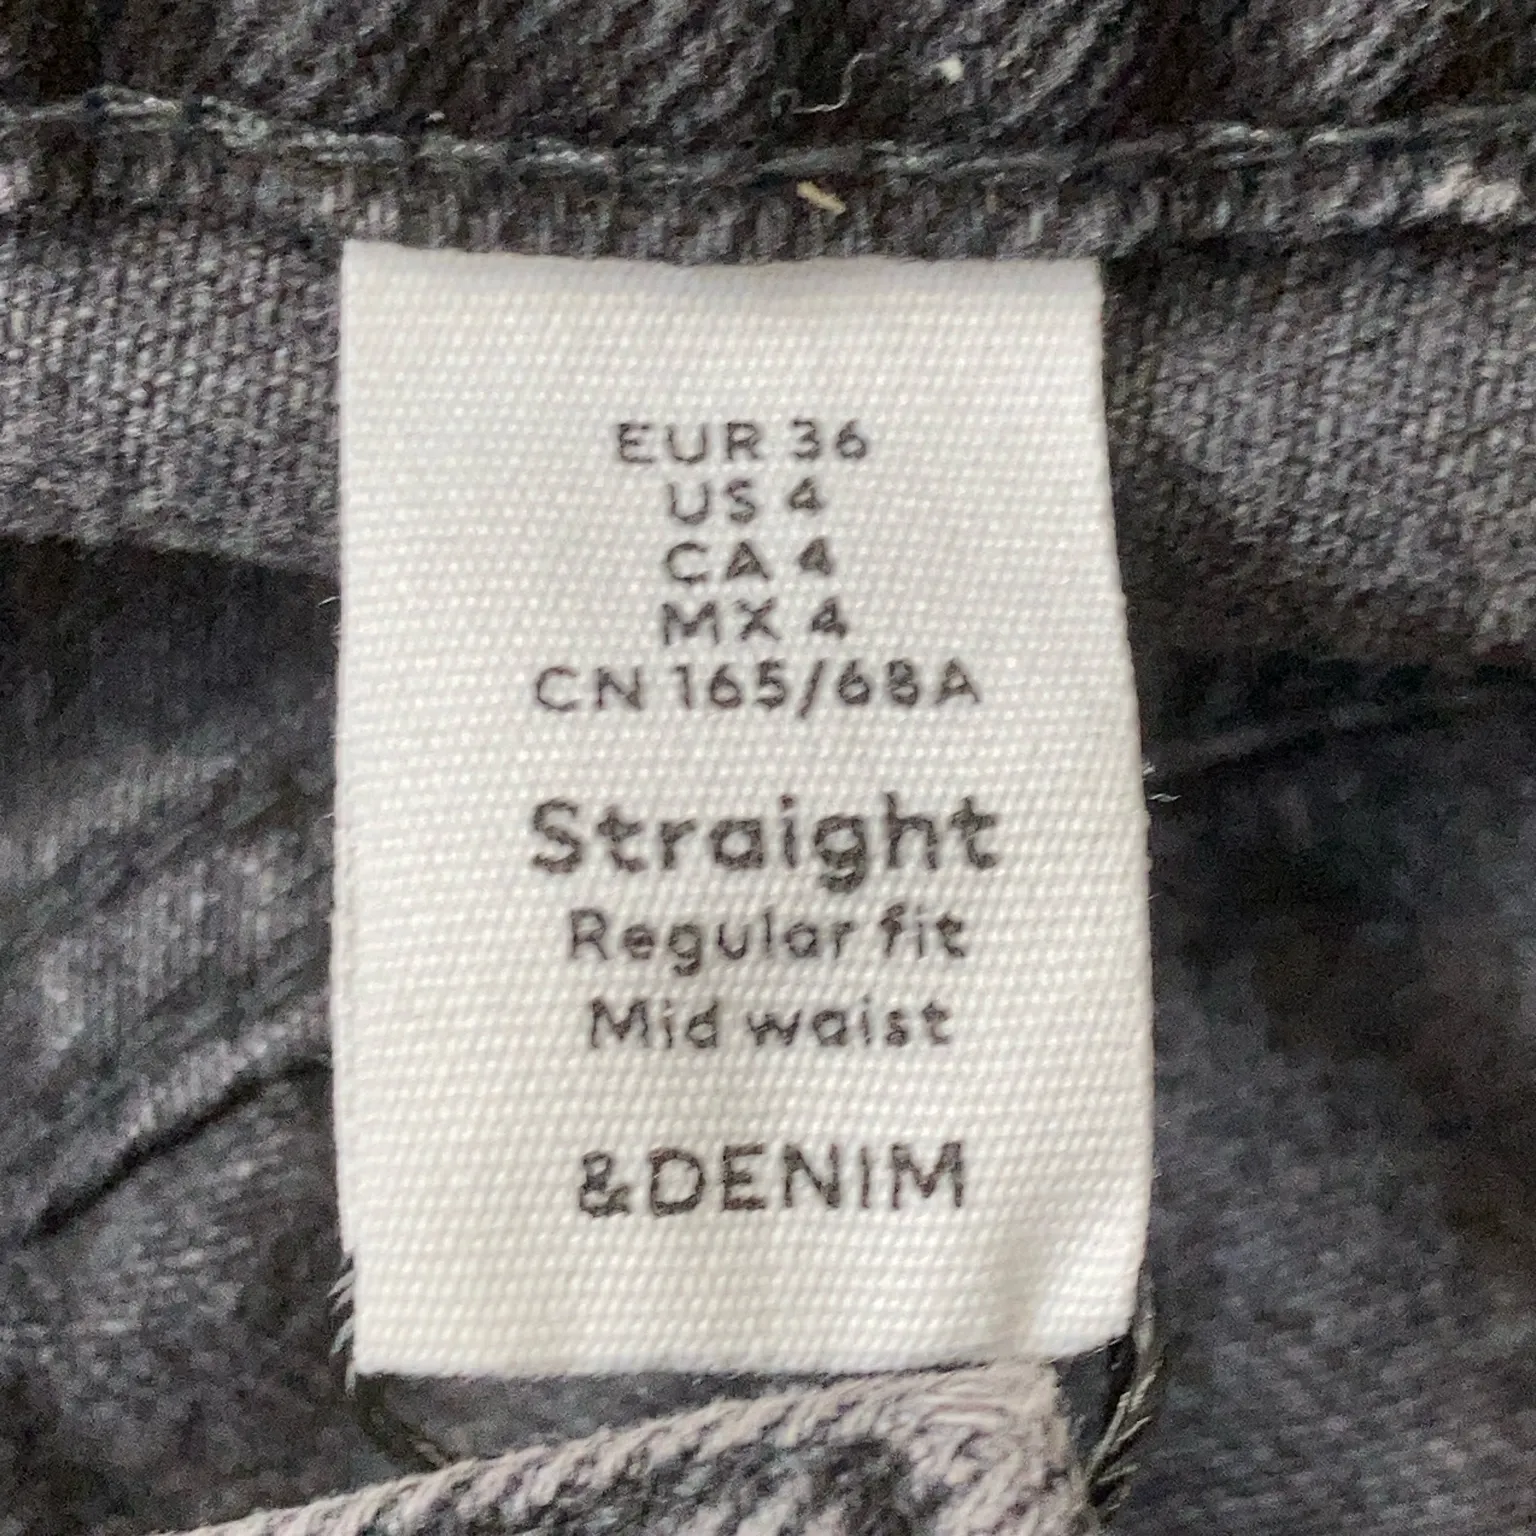 EUR 36
US 4
CA 4
MX 4
CN 165/68A
Straight
Regular fit
Mid waist
&DENIM